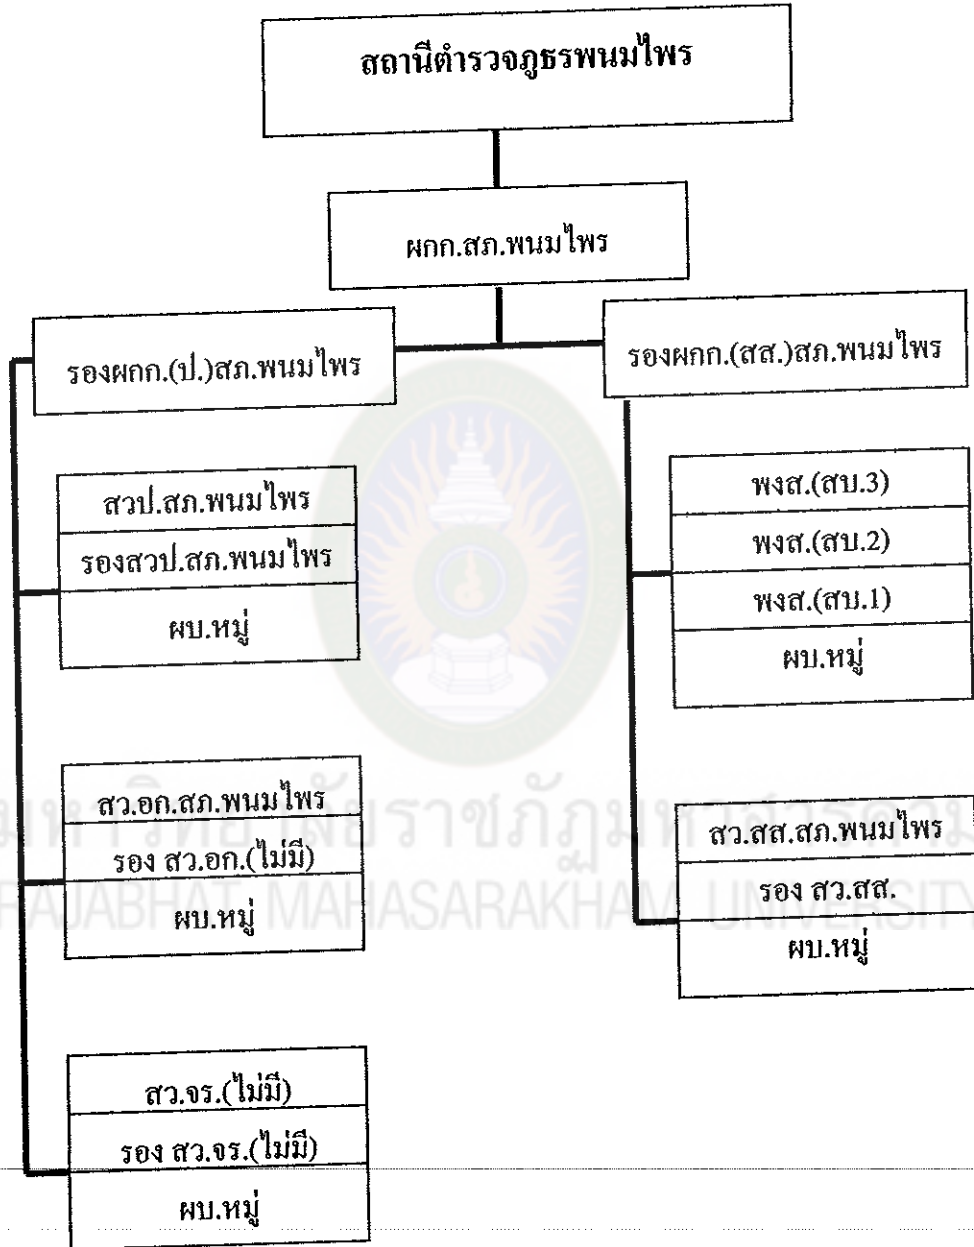 สถานีตำรวจภูธรพนมไพร
ผกก.สภ.พนมไพร
รองผกก.(ป.)สภ.พนมไพร
รองผกก.(สส.)สภ.พนมไพร
สวป.สภ.พนมไพร
รองสวป.สภ.พนมไพร
ผบ.หมู่
สว.อก.สภ.พนมไพร
รอง สว.อก.(ไม่มี)
ผบ.หมู่
สว.จร.(ไม่มี)
รอง สว.จร.(ไม่มี)
ผบ.หมู่
พงส.(สบ.3)
พงส.(สบ.2)
พงส.(สบ.1)
ผบ.หมู่
สว.สส.สภ.พนมไพร
รอง สว.สส.
ผบ.หมู่
มหาวิทยาลัยราชภัฏมหาสารคาม
RAJABHAT MAHASARAKHAM UNIVERSITY